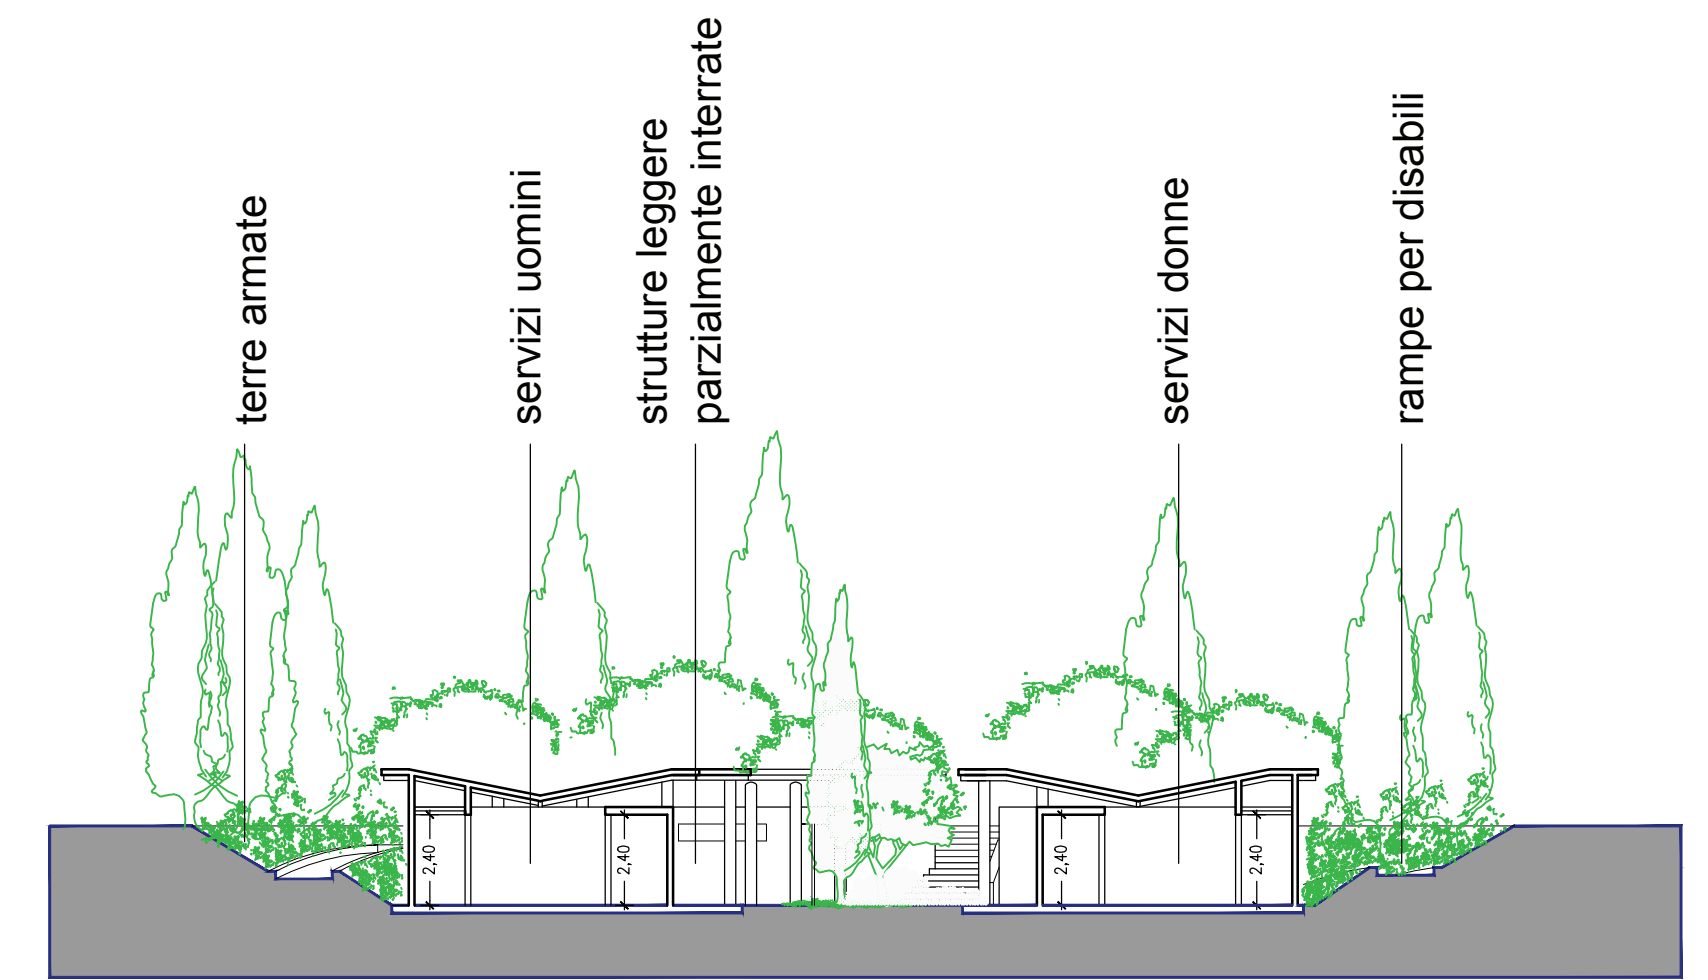 terre armate
servizi uomini
strutture leggere
parzialmente interrate
servizi donne
rampe per disabili
2,40
2,40
2,40
2,40